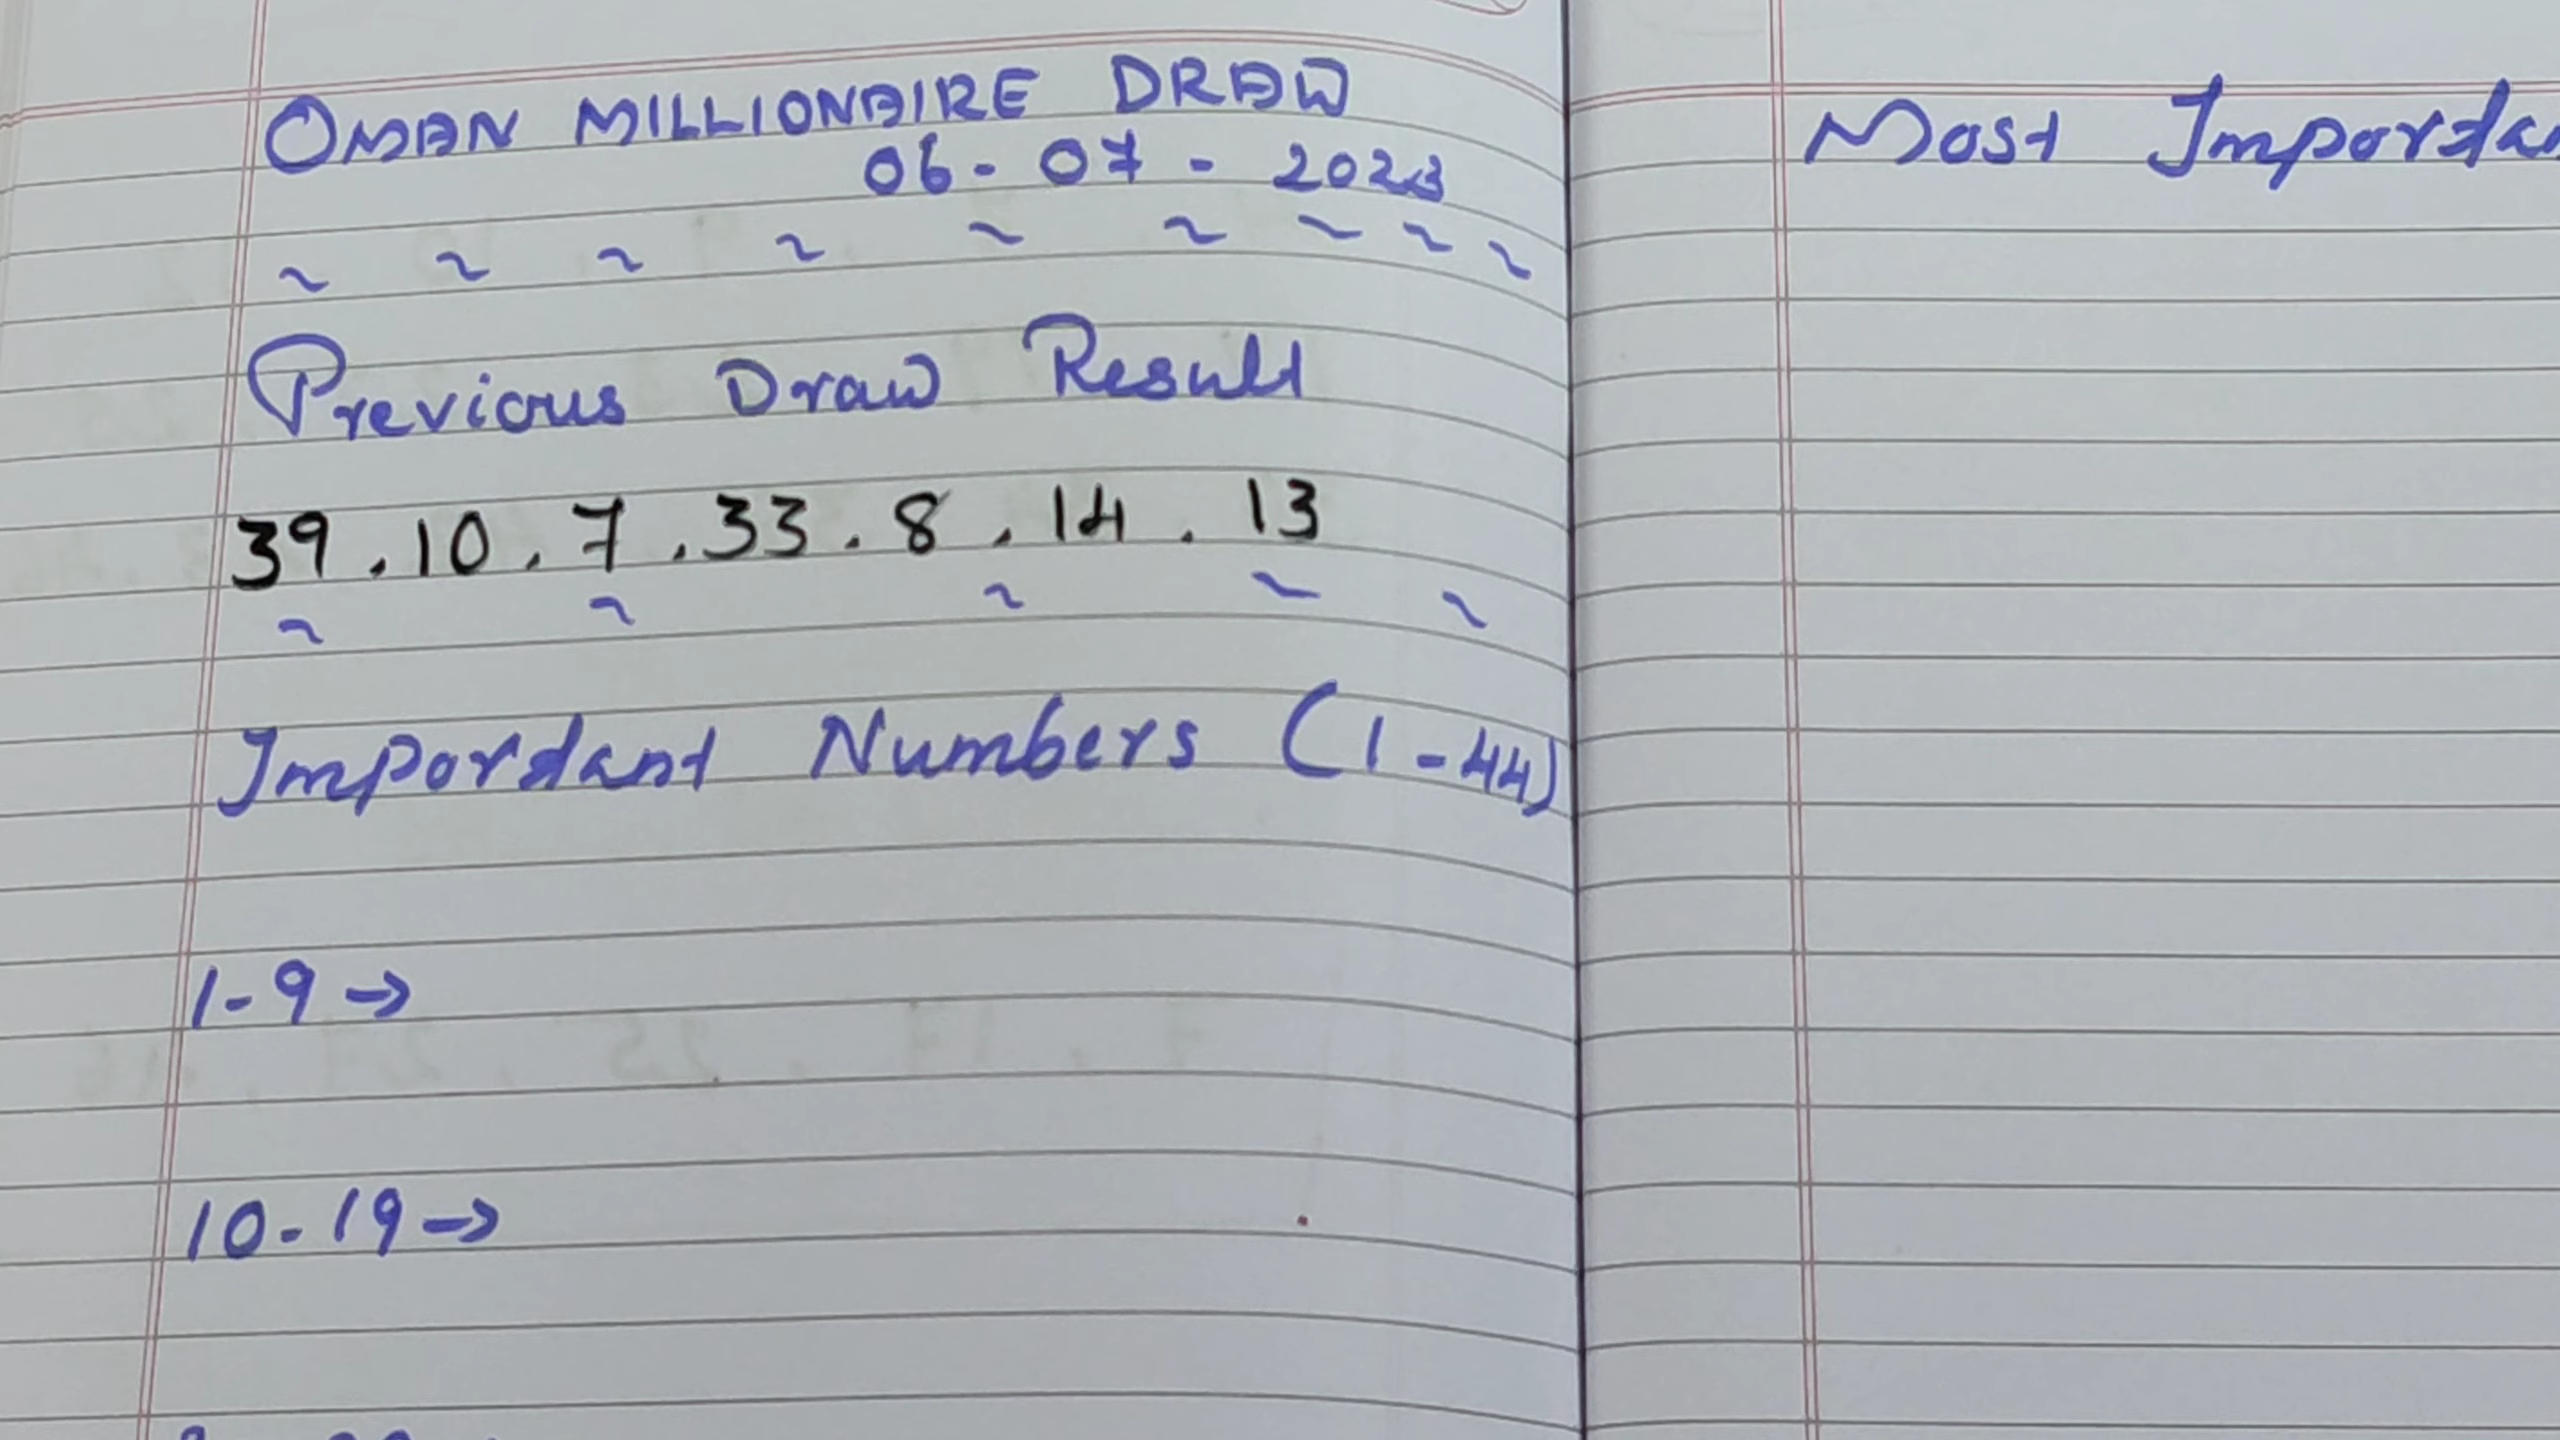 OMAN MILLIONAIRE DRAW
06 - 07 - 2023
Previous Draw Result
39 . 10 . 7 . 33 . 8 . 14 . 13
Impordant Numbers (1 - 44)
1 - 9 →
10 - 19 →
Most Imporda